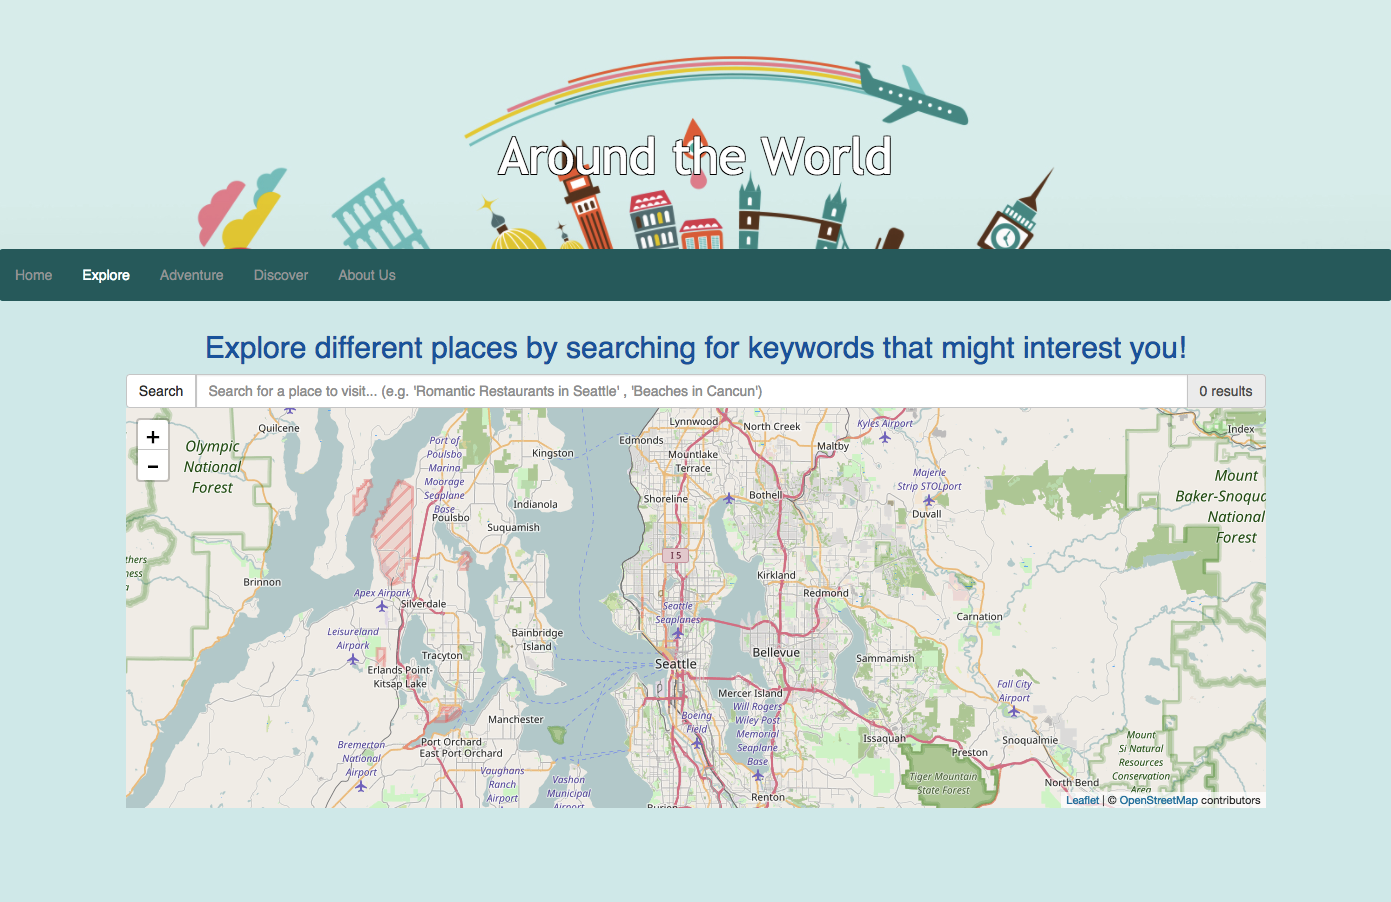 Around the World
Home
Explore
Adventure
Discover
About Us
Explore different places by searching for keywords that might interest you!
Search
Search for a place to visit... (e.g. 'Romantic Restaurants in Seattle' , 'Beaches in Cancun')
0 results
+
-
Quilcene
Olympic
National
Forest
Port of
Poulsbo
Marina
Moorage
Seaplane
Base
Poulsbo
Kingston
Indianola
Suquamish
Edmonds
Lynnwood
Mountlake
Terrace
Shoreline
North Creek
Kyles Airport
Maltby
Bothell
Majerle
Strip STOLport
Duvall
Index
Mount
Baker-Snoqua
National
Forest
I 5
Brinnon
Apex Airpark
Silverdale
Leisureland
Airpark
Tracyton
Erlands Point-
Kitsap Lake
Bainbridge
Island
Seattle
Seaplanes
Seattle
Kirkland
Redmond
Bellevue
Sammamish
Carnation
Mercer Island
Will Rogers
Wiley Post
Memorial
Seaplane
Base
Boeing
Field
Fall City
Airport
Manchester
Port Orchard
East Port Orchard
Bremerton
National
Airport
Vaughans
Ranch
Airport
Vashon
Municipal
Airport
Renton
Issaquah
Preston
Snoqualmie
Tiger Mountain
State Forest
Mount
Si Natural
Resources
Conservation
Area
North Bend
Leaflet | © OpenStreetMap contributors